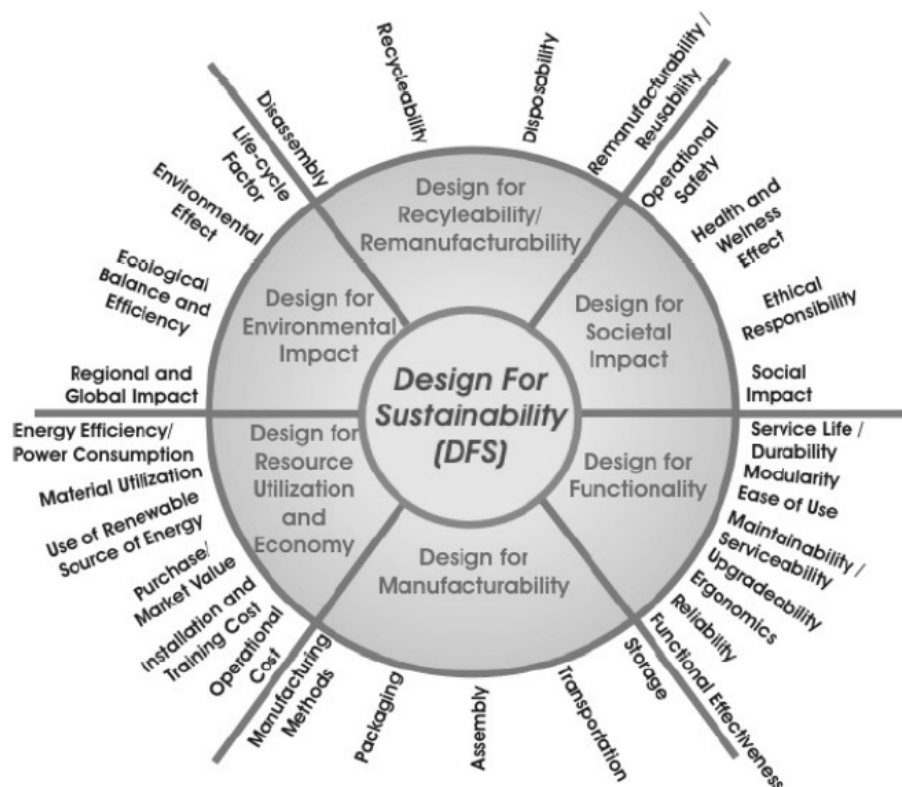 Disassembly
Recycleability
Disposability
Remanufacturability /
Reusability
Design for
Recyleability/
Remanufacturability
Operational
Safety
Health and
Welness
Effect
Ethical
Responsibility
Social
Impact
Design for
Societal
Impact
Service Life /
Durability
Modularity
Ease of Use
Maintainability /
Serviceability
Upgradeability
Ergonomics
Reliability
Functional Effectiveness
Design for
Functionality
Storage
Transportation
Assembly
Packaging
Manufacturing
Methods
Design for
Manufacturability
Operational
Cost
Installation and
Training Cost
Purchase/
Market Value
Use of Renewable
Source of Energy
Material Utilization
Energy Efficiency/
Power Consumption
Design for
Resource
Utilization
and
Economy
Regional and
Global Impact
Ecological
Balance and
Efficiency
Environmental
Effect
Life-cycle
Factor
Design for
Environmental
Impact
Design For
Sustainability
(DFS)